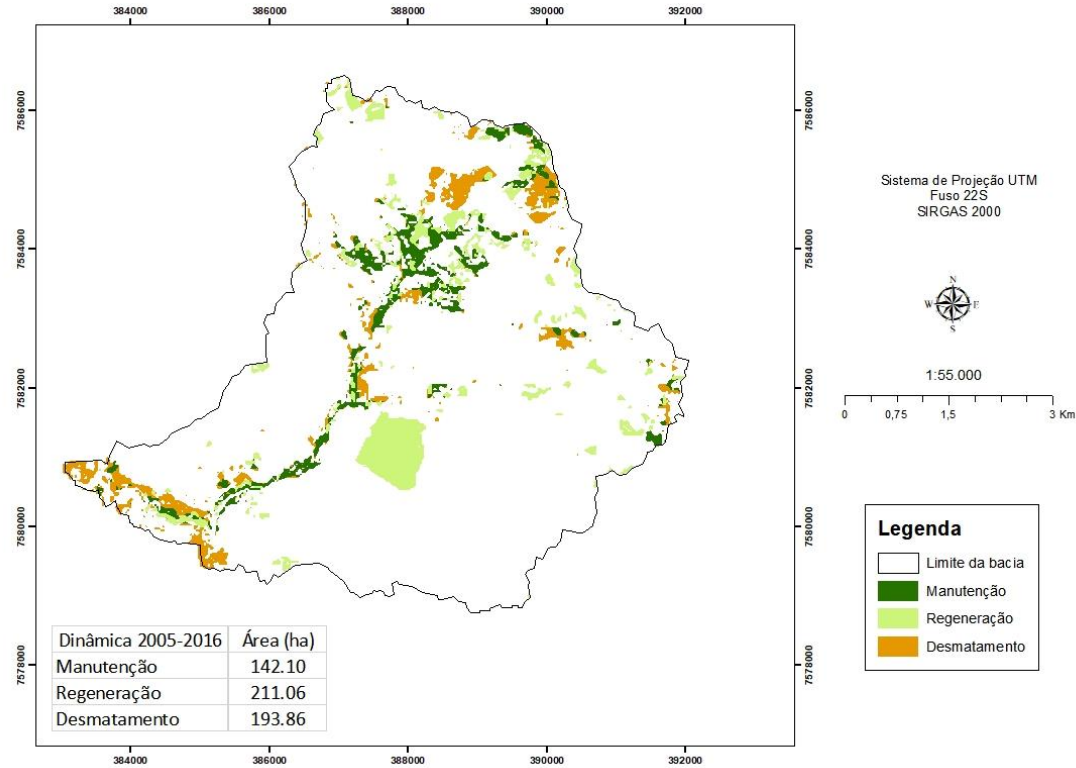 384000 386000 388000 390000 392000
7586000 7586000
7584000 7584000
7582000 7582000
7580000 7580000
7578000 7578000
Dinâmica 2005-2016 Área (ha)
Manutenção 142.10
Regeneração 211.06
Desmatamento 193.86
384000 386000 388000 390000 392000
Sistema de Projeção UTM
Fuso 22S
SIRGAS 2000
N
W E
S
1:55.000
0 0,75 1,5 3 Km
Legenda
Limite da bacia
Manutenção
Regeneração
Desmatamento